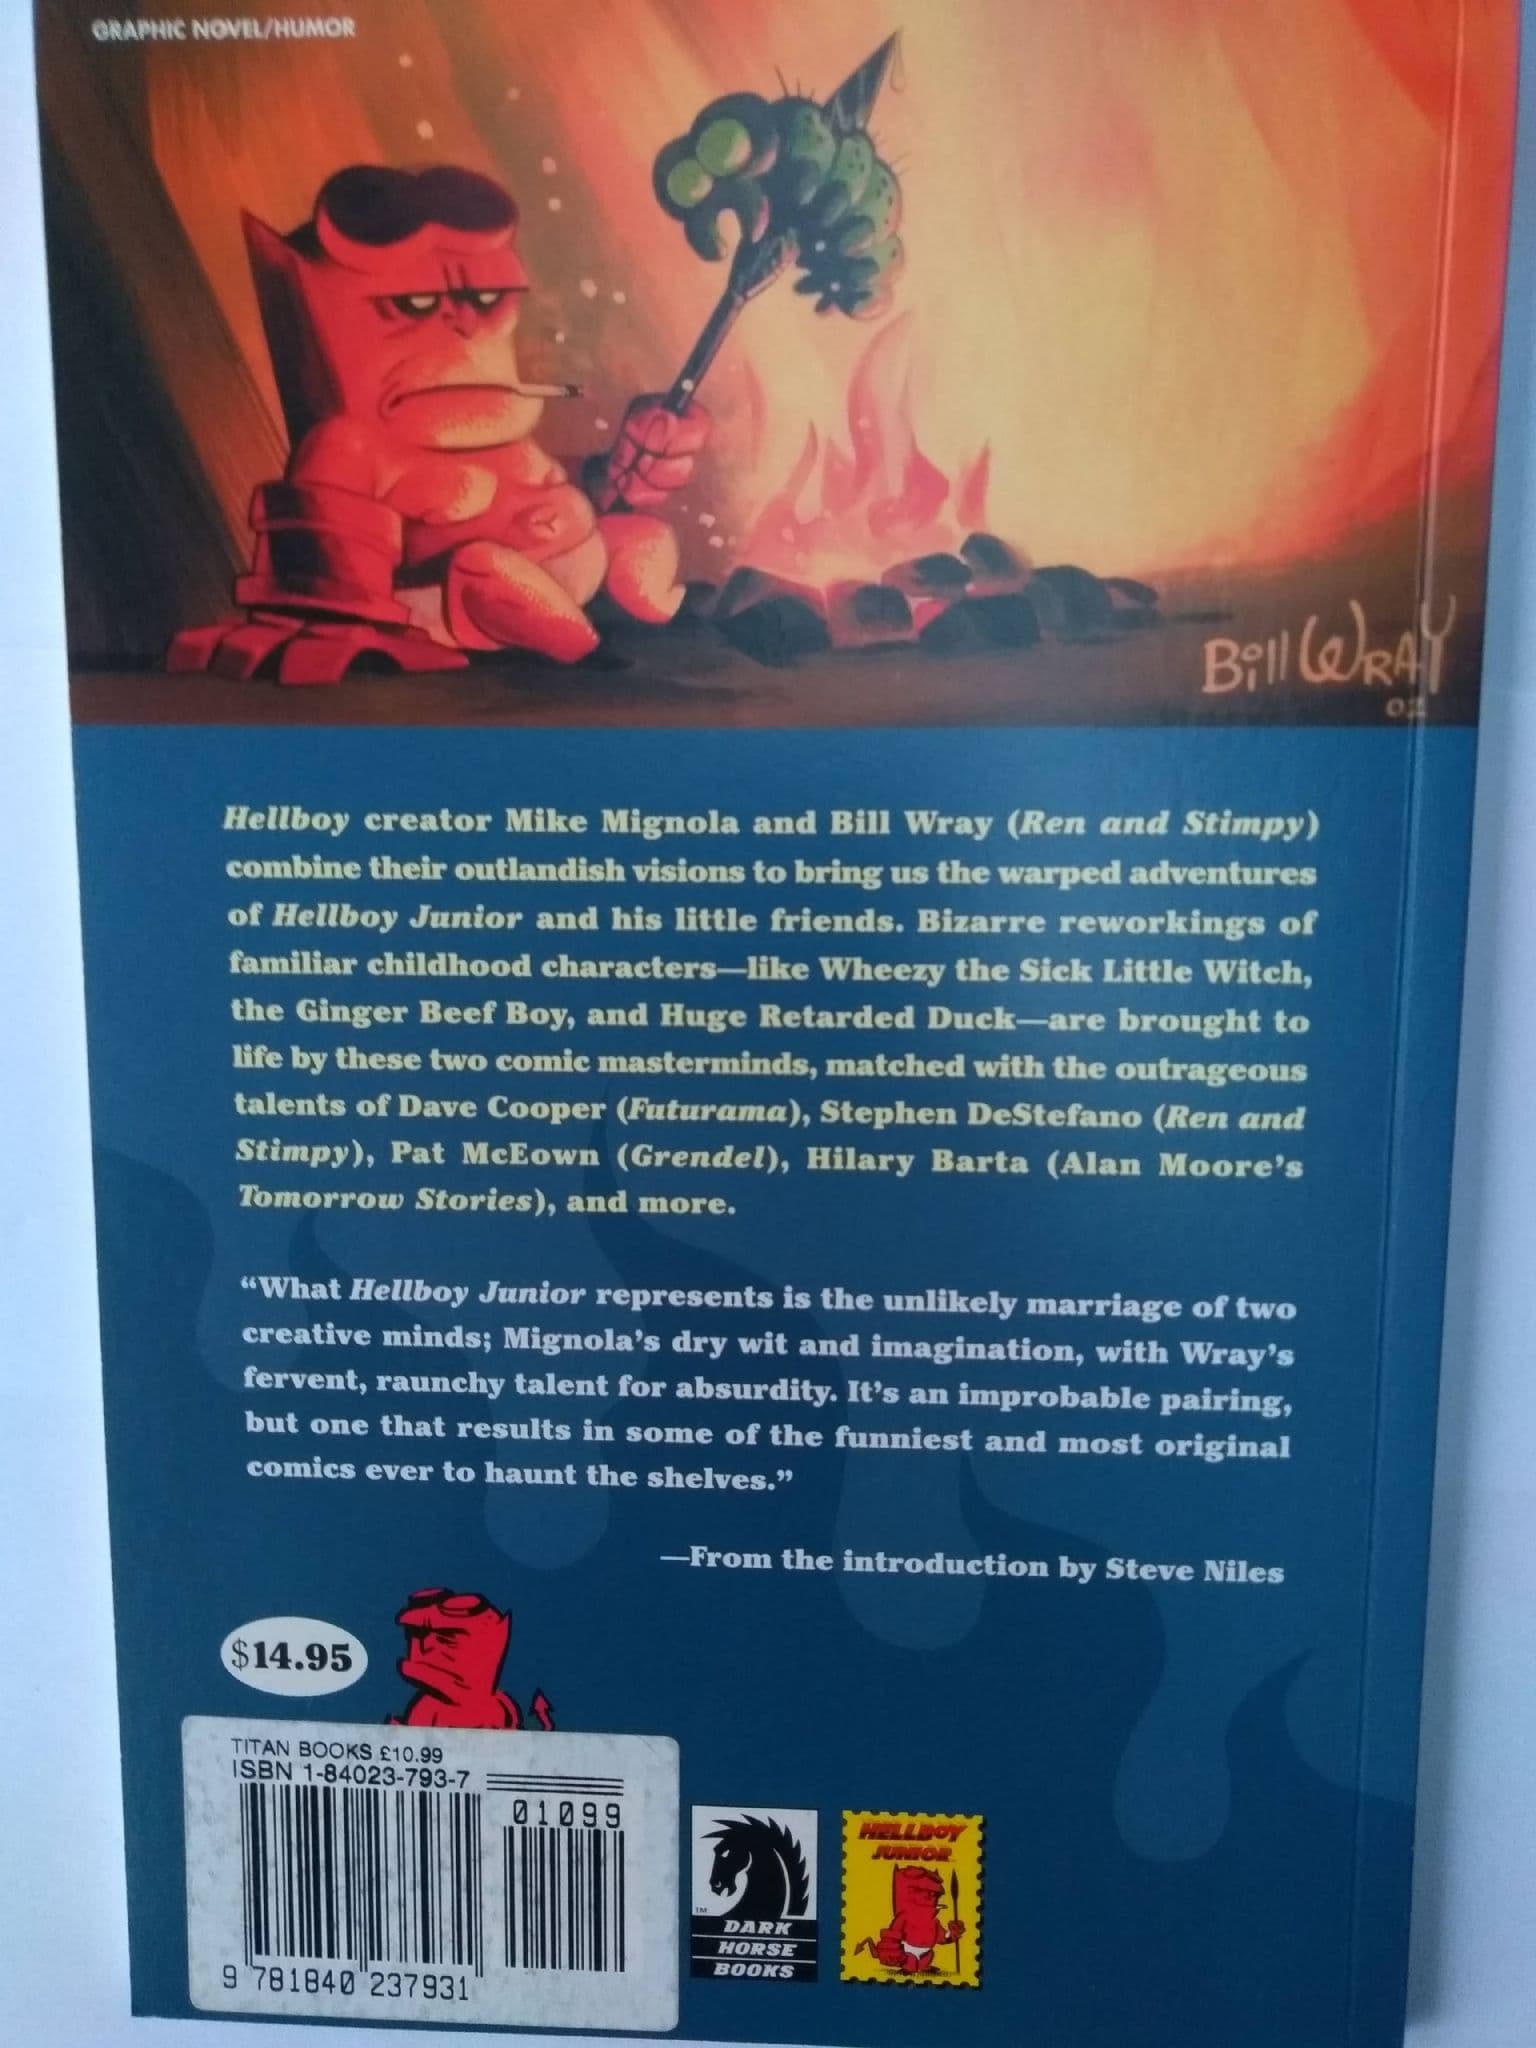 GRAPHIC NOVEL/HUMOR
Bill WRAY
02
Hellboy creator Mike Mignola and Bill Wray (Ren and Stimpy)
combine their outlandish visions to bring us the warped adventures
of Hellboy Junior and his little friends. Bizarre reworkings of
familiar childhood characters—like Wheezy the Sick Little Witch,
the Ginger Beef Boy, and Huge Retarded Duck—are brought to
life by these two comic masterminds, matched with the outrageous
talents of Dave Cooper (Futurama), Stephen DeStefano (Ren and
Stimpy), Pat McEown (Grendel), Hilary Barta (Alan Moore's
Tomorrow Stories), and more.
“What Hellboy Junior represents is the unlikely marriage of two
creative minds; Mignola’s dry wit and imagination, with Wray’s
fervent, raunchy talent for absurdity. It’s an improbable pairing,
but one that results in some of the funniest and most original
comics ever to haunt the shelves.”
—From the introduction by Steve Niles
$14.95
TITAN BOOKS £10.99
ISBN 1-84023-793-7
01099
9 781840 237931
TM
DARK
HORSE
BOOKS
HELLBOY
JUNIOR